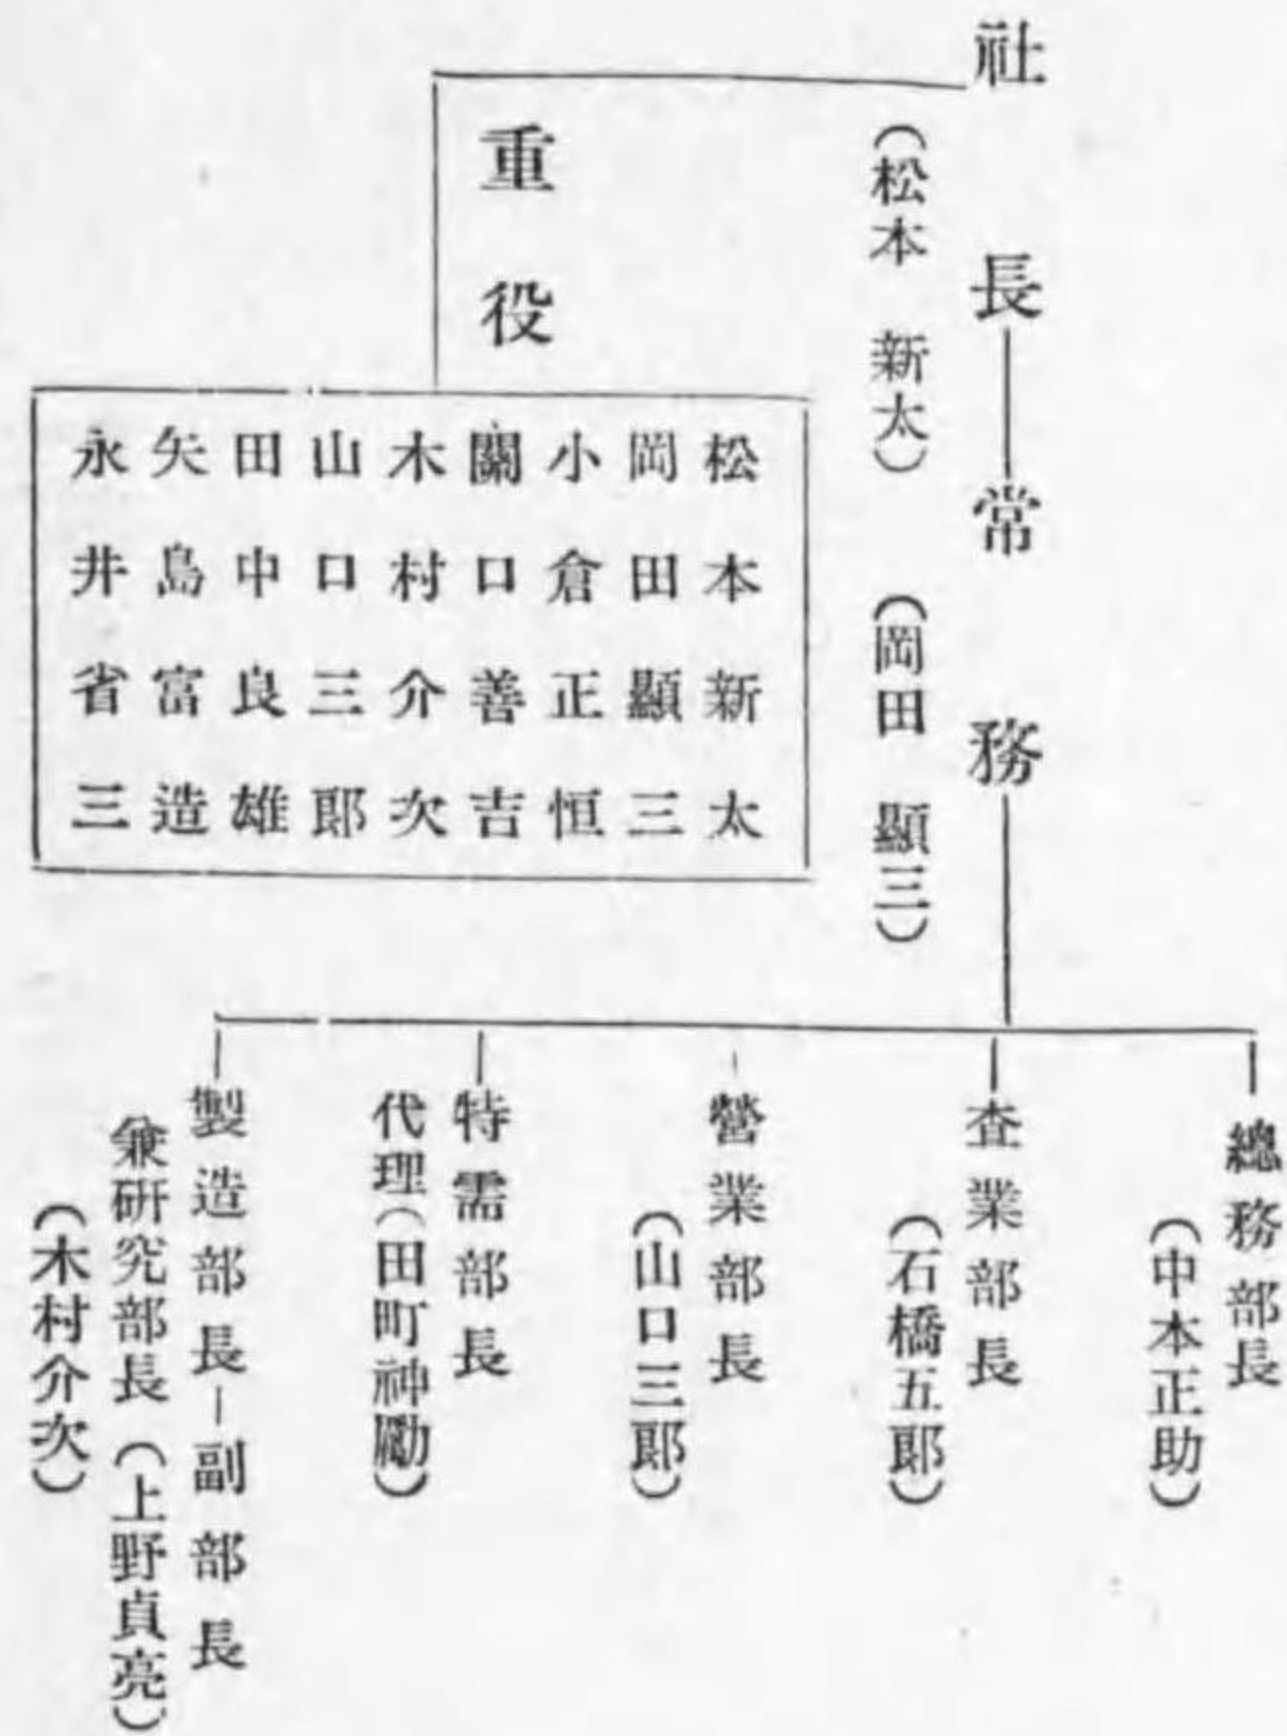 社長—常務
(松本新太)
(岡田顯三)
重役
松本新太
岡田顯三
小倉正恒
關口善吉
木村介次
山口三郞
田中良雄
矢島富造
永井省三
總務部長
(中本正助)
査業部長
(石橋五郞)
營業部長
(山口三郞)
特需部長
代理(田町神勵)
製造部長—副部長
兼硏究部長(上野貞亮)
(木村介次)